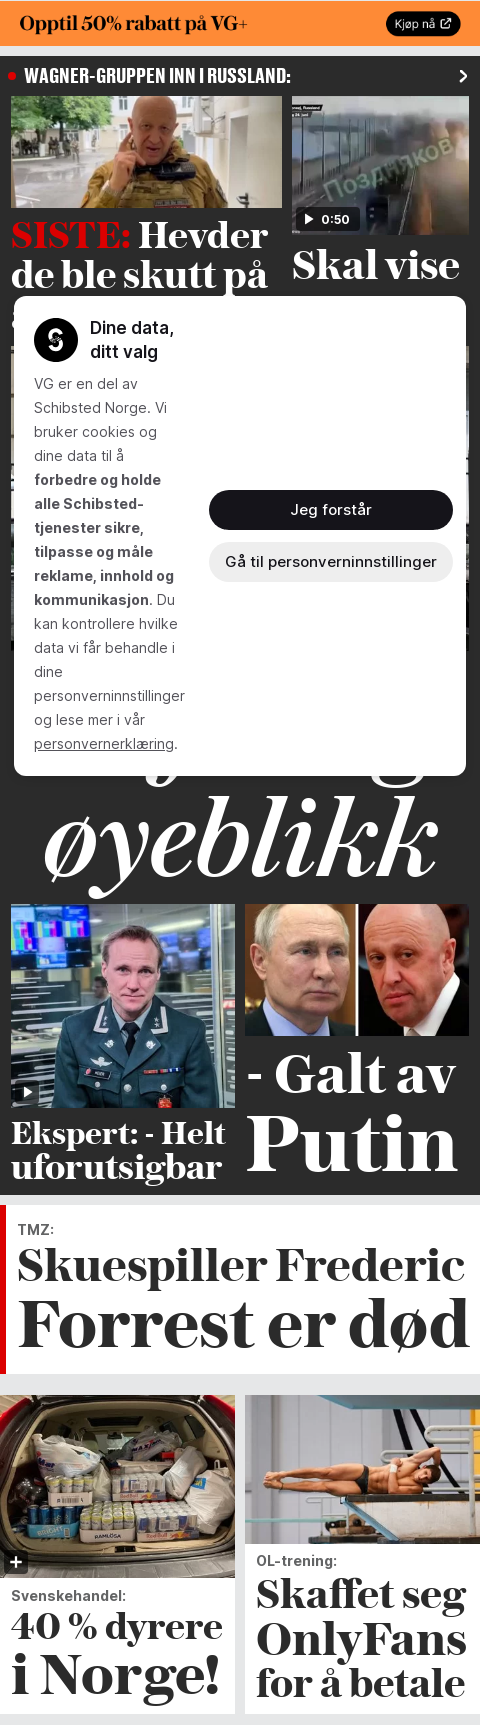 Opptil 50% rabatt på VG+
Kjøp nå
WAGNER-GRUPPEN INN I RUSSLAND:
Поздняков
0:50
SISTE: Hevder
de ble skutt på
Skal vise
Dine data,
ditt valg
VG er en del av
Schibsted Norge. Vi
bruker cookies og
dine data til å
forbedre og holde
alle Schibsted-
tjenester sikre,
tilpasse og måle
reklame, innhold og
kommunikasjon. Du
kan kontrollere hvilke
data vi får behandle i
dine
personverninnstillinger
og lese mer i vår
personvernerklæring.
Jeg forstår
Gå til personverninnstillinger
øyeblikk
Ekspert: - Helt
uforutsigbar
- Galt av
Putin
TMZ:
Skuespiller Frederic
Forrest er død
Svenskehandel:
40 % dyrere
i Norge!
OL-trening:
Skaffet seg
OnlyFans
for å betale